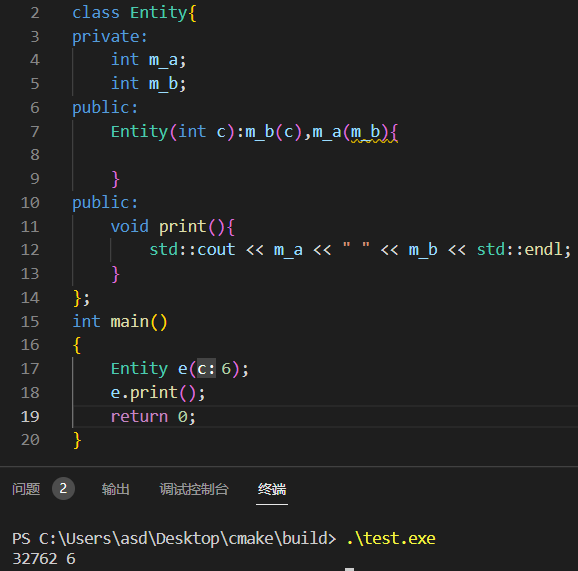 2 class Entity{
3 private:
4     int m_a;
5     int m_b;
6 public:
7     Entity(int c):m_b(c),m_a(m_b){
8
9     }
10 public:
11     void print(){
12         std::cout << m_a << " " << m_b << std::endl;
13     }
14 };
15 int main()
16 {
17     Entity e(c:6);
18     e.print();
19     return 0;
20 }
问题 2 输出 调试控制台 终端
PS C:\Users\asd\Desktop\cmake\build> .\test.exe
32762 6